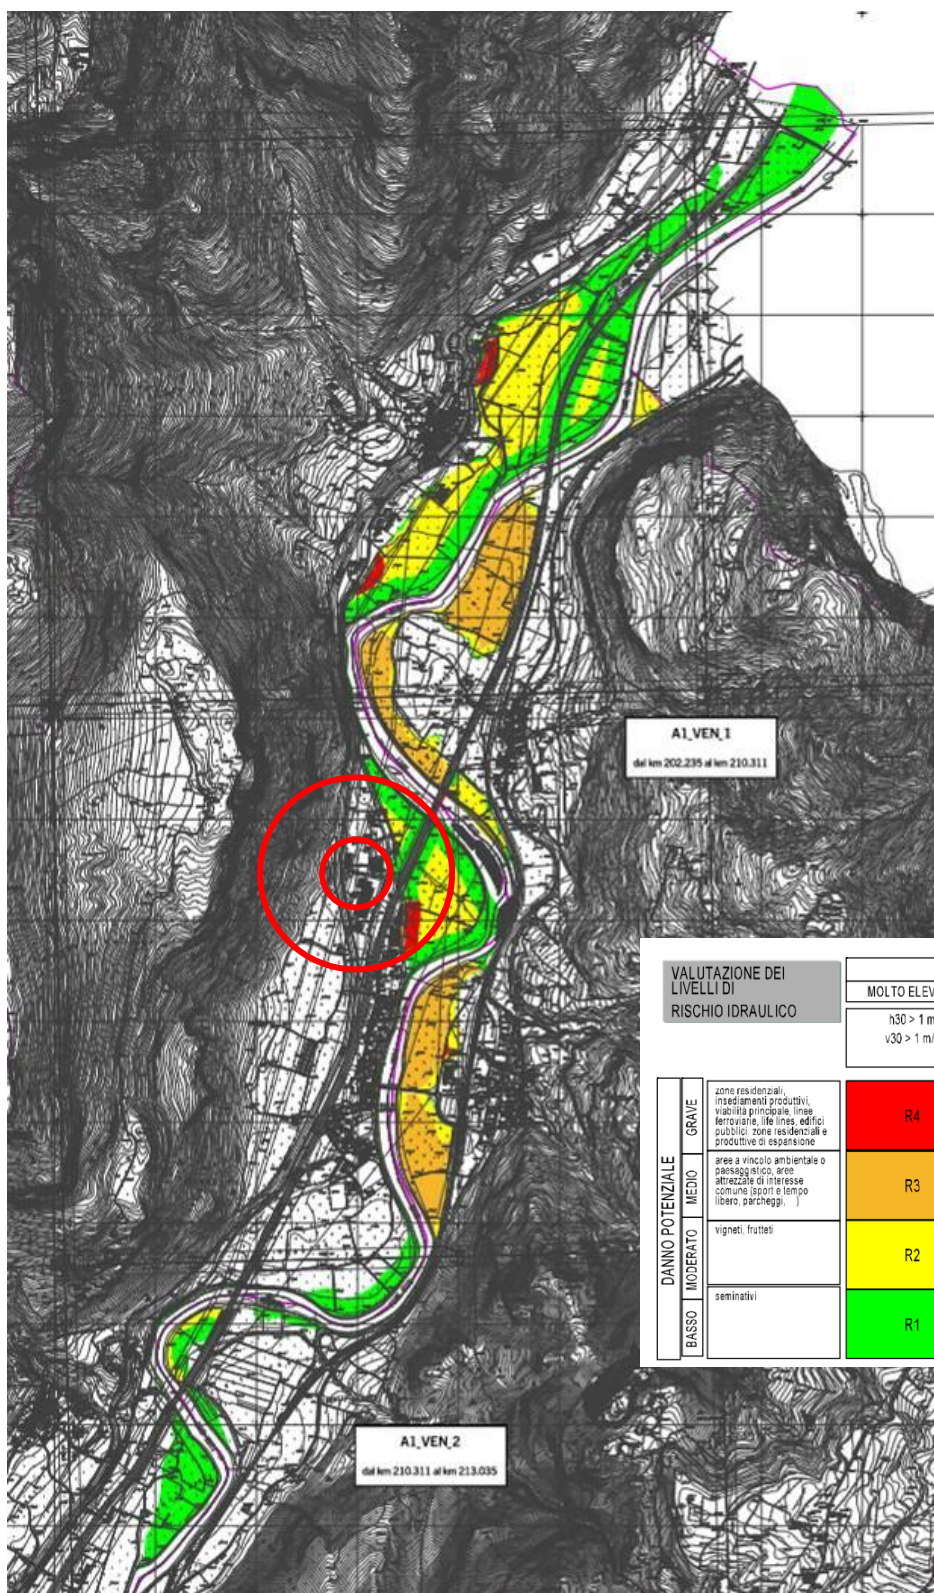 A1_VEN_1
dal km 202.235 al km 210.311
VALUTAZIONE DEI
LIVELLI DI
RISCHIO IDRAULICO
MOLTO ELEV
h30 > 1 m
v30 > 1 m/
DANNO POTENZIALE
GRAVE
zone residenziali,
insediamenti produttivi,
viabilità principale, linee
ferroviarie, life lines, edifici
pubblici, zone residenziali e
produttive di espansione
R4
MEDIO
aree a vincolo ambientale o
paesaggistico, aree
attrezzate di interesse
comune (sport e tempo
libero, parcheggi, )
R3
MODERATO
vigneti, frutteti
R2
BASSO
seminativi
R1
A1_VEN_2
dal km 210.311 al km 213.035